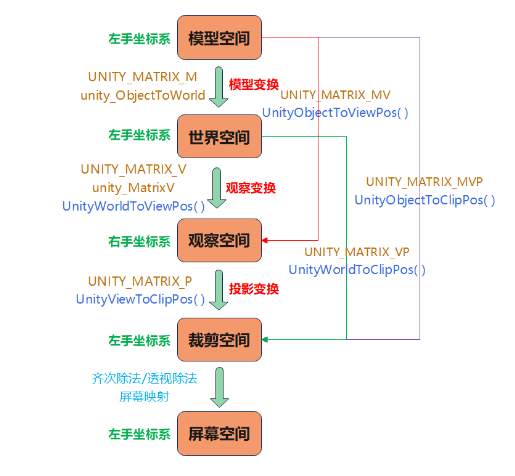 左手坐标系
模型空间
UNITY_MATRIX_M
unity_ObjectToWorld
模型变换
UNITY_MATRIX_MV
UnityObjectToViewPos( )
左手坐标系
世界空间
UNITY_MATRIX_V
unity_MatrixV
UnityWorldToViewPos( )
观察变换
UNITY_MATRIX_MVP
UnityObjectToClipPos( )
右手坐标系
观察空间
UNITY_MATRIX_VP
UnityWorldToClipPos( )
UNITY_MATRIX_P
UnityViewToClipPos( )
投影变换
左手坐标系
裁剪空间
齐次除法/透视除法
屏幕映射
左手坐标系
屏幕空间